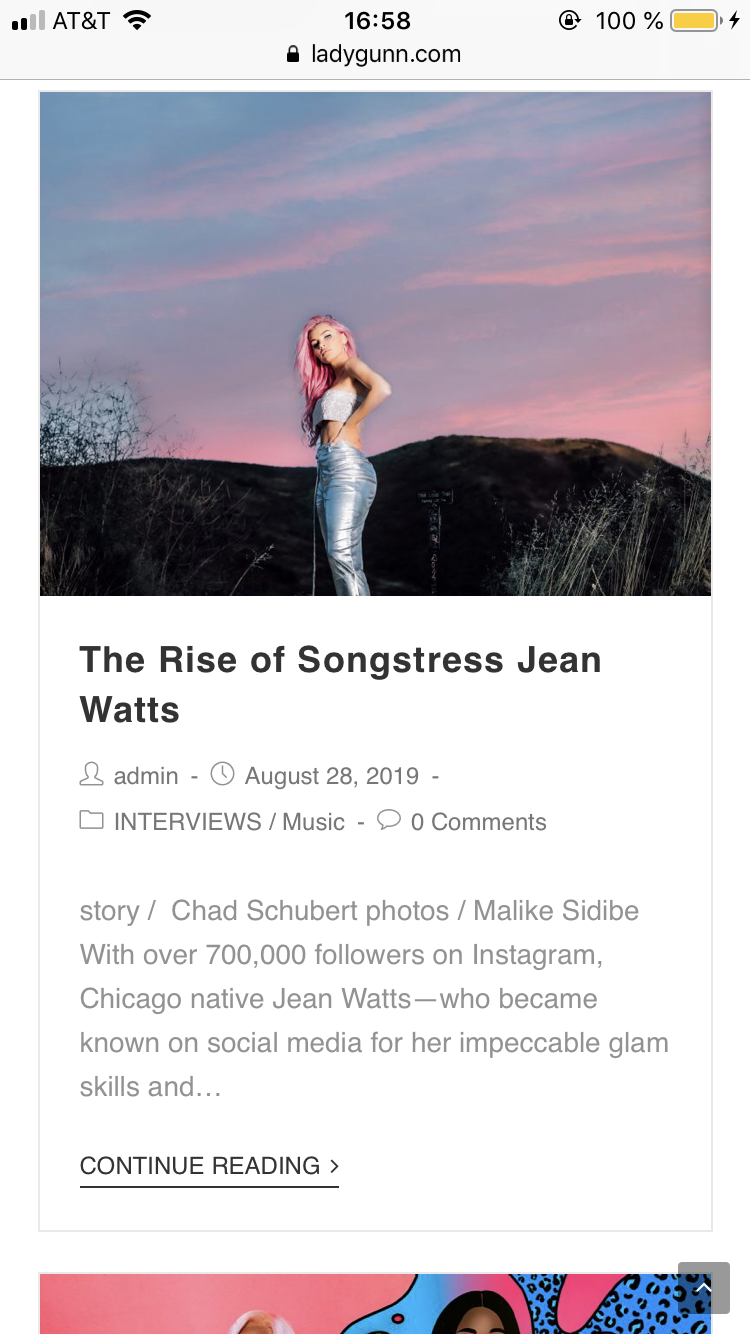 AT&T 16:58 100 %
ladygunn.com
The Rise of Songstress Jean
Watts
admin - August 28, 2019 -
INTERVIEWS / Music - 0 Comments
story /  Chad Schubert photos / Malike Sidibe
With over 700,000 followers on Instagram,
Chicago native Jean Watts—who became
known on social media for her impeccable glam
skills and…
CONTINUE READING >